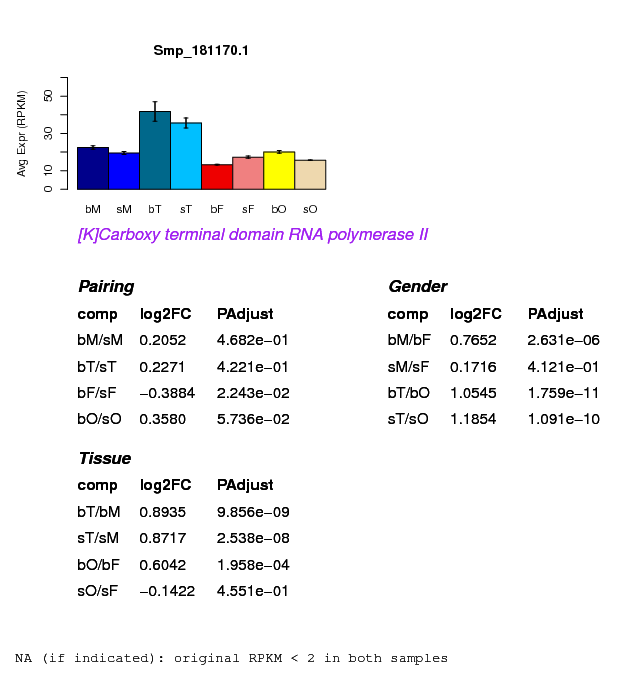 Smp_181170.1
Avg Expr (RPKM)
0 10 30 50
bM sM bT sT bF sF bO sO
[K]Carboxy terminal domain RNA polymerase II
Pairing
comp log2FC PAdjust
bM/sM 0.2052 4.682e−01
bT/sT 0.2271 4.221e−01
bF/sF −0.3884 2.243e−02
bO/sO 0.3580 5.736e−02
Gender
comp log2FC PAdjust
bM/bF 0.7652 2.631e−06
sM/sF 0.1716 4.121e−01
bT/bO 1.0545 1.759e−11
sT/sO 1.1854 1.091e−10
Tissue
comp log2FC PAdjust
bT/bM 0.8935 9.856e−09
sT/sM 0.8717 2.538e−08
bO/bF 0.6042 1.958e−04
sO/sF −0.1422 4.551e−01
NA (if indicated): original RPKM < 2 in both samples